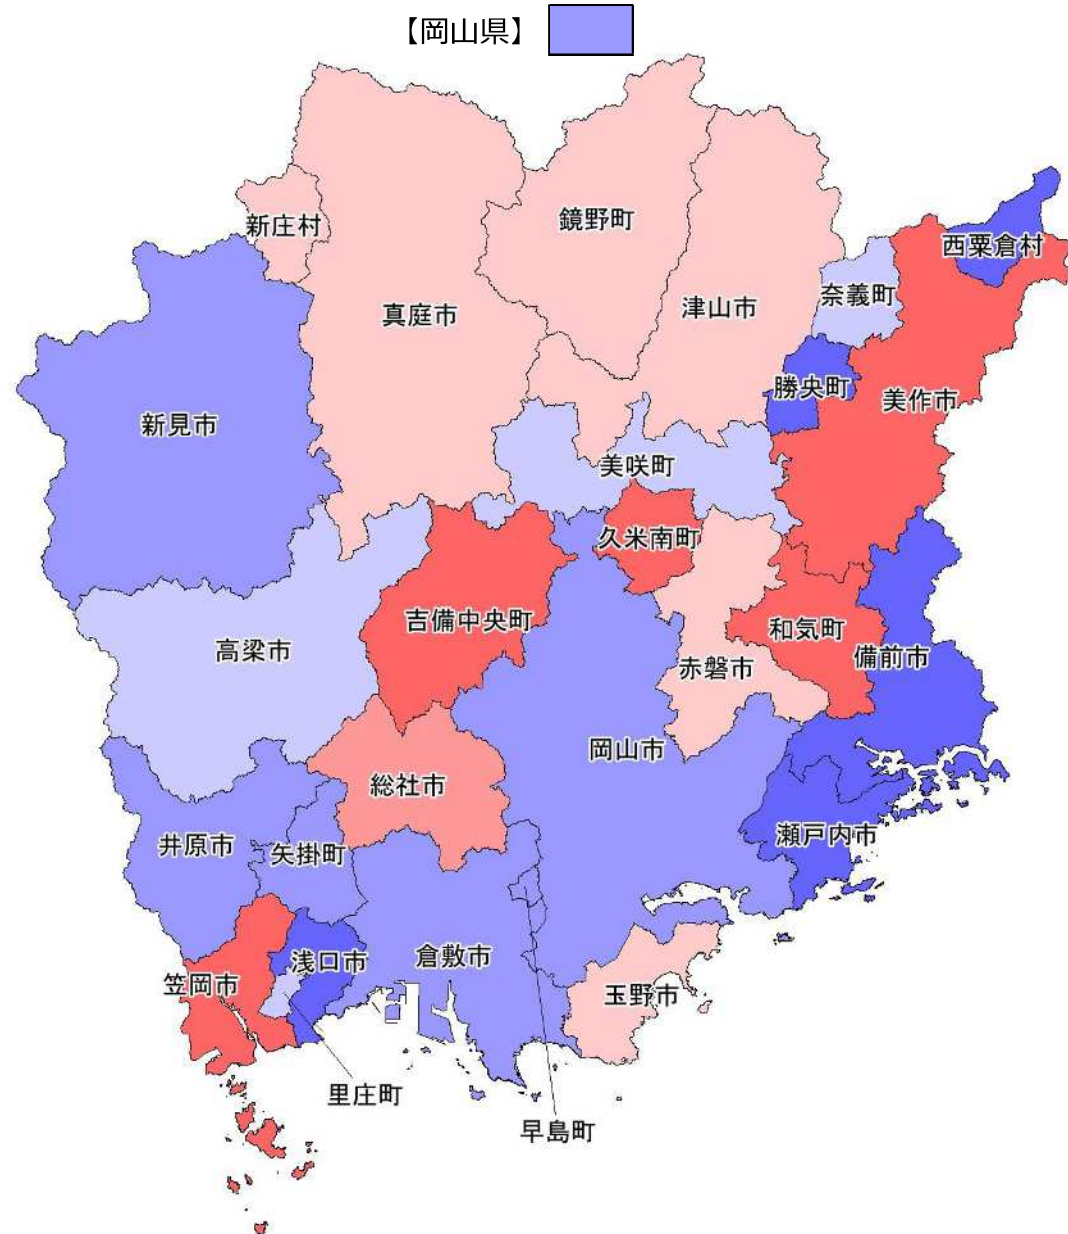 【岡山県】
新庄村
鏡野町
西粟倉村
奈義町
真庭市
津山市
勝央町
美作市
新見市
美咲町
久米南町
吉備中央町
和気町
高梁市
備前市
赤磐市
岡山市
総社市
瀬戸内市
井原市
矢掛町
倉敷市
浅口市
笠岡市
玉野市
里庄町
早島町